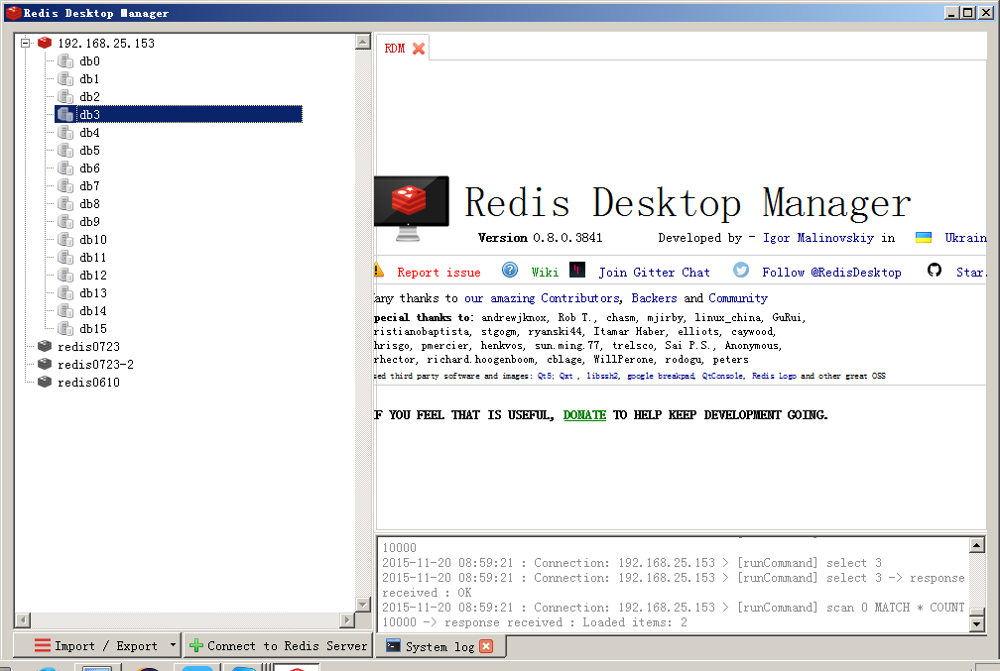 Redis Desktop Manager
192.168.25.153
db0
db1
db2
db3
db4
db5
db6
db7
db8
db9
db10
db11
db12
db13
db14
db15
redis0723
redis0723-2
redis0610
Import / Export
Connect to Redis Server
RDM
Redis Desktop Manager
Version 0.8.0.3841 Developed by - Igor Malinovskiy in Ukrain
Report issue Wiki Join Gitter Chat Follow @RedisDesktop Star.
any thanks to our amazing Contributors, Backers and Community
pecial thanks to: andrewjknox, Rob T., chasm, mjirby, linux_china, GuRui,
ristianobaptista, stgogm, ryanski44, Itamar Haber, elliots, caywood,
hrisgo, pmercier, henkvos, sun.ming.77, trelsco, Sai P.S., Anonymous,
rhector, richard.hoogenboom, cblage, WillPerone, rodogu, peters
sed third party software and images: Qt5; Qxt , libssh2, google breakpad, QtConsole, Redis Logo and other great OSS
F YOU FEEL THAT IS USEFUL, DONATE TO HELP KEEP DEVELOPMENT GOING.
10000
2015-11-20 08:59:21 : Connection: 192.168.25.153 > [runCommand] select 3
2015-11-20 08:59:21 : Connection: 192.168.25.153 > [runCommand] select 3 -> response
received : OK
2015-11-20 08:59:21 : Connection: 192.168.25.153 > [runCommand] scan 0 MATCH * COUNT
10000 -> response received : Loaded items: 2
System log